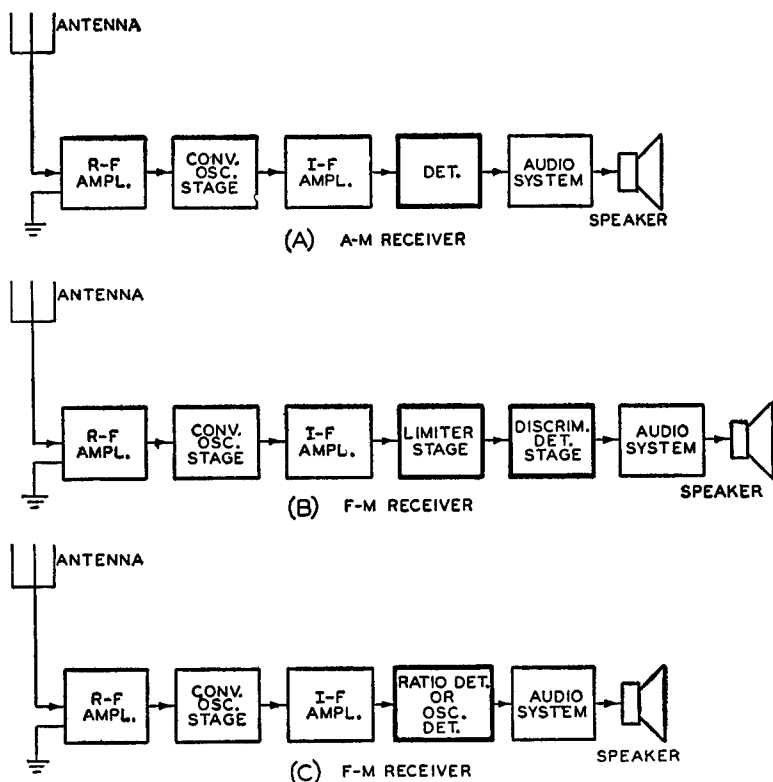 ANTENNA
R-F
AMPL.
CONV.
OSC.
STAGE
I-F
AMPL.
DET.
AUDIO
SYSTEM
SPEAKER
(A) A-M RECEIVER
ANTENNA
R-F
AMPL.
CONV.
OSC.
STAGE
I-F
AMPL.
LIMITER
STAGE
DISCRIM.
DET.
STAGE
AUDIO
SYSTEM
SPEAKER
(B) F-M RECEIVER
ANTENNA
R-F
AMPL.
CONV.
OSC.
STAGE
I-F
AMPL.
RATIO DET.
OR
OSC.
DET.
AUDIO
SYSTEM
SPEAKER
(C) F-M RECEIVER